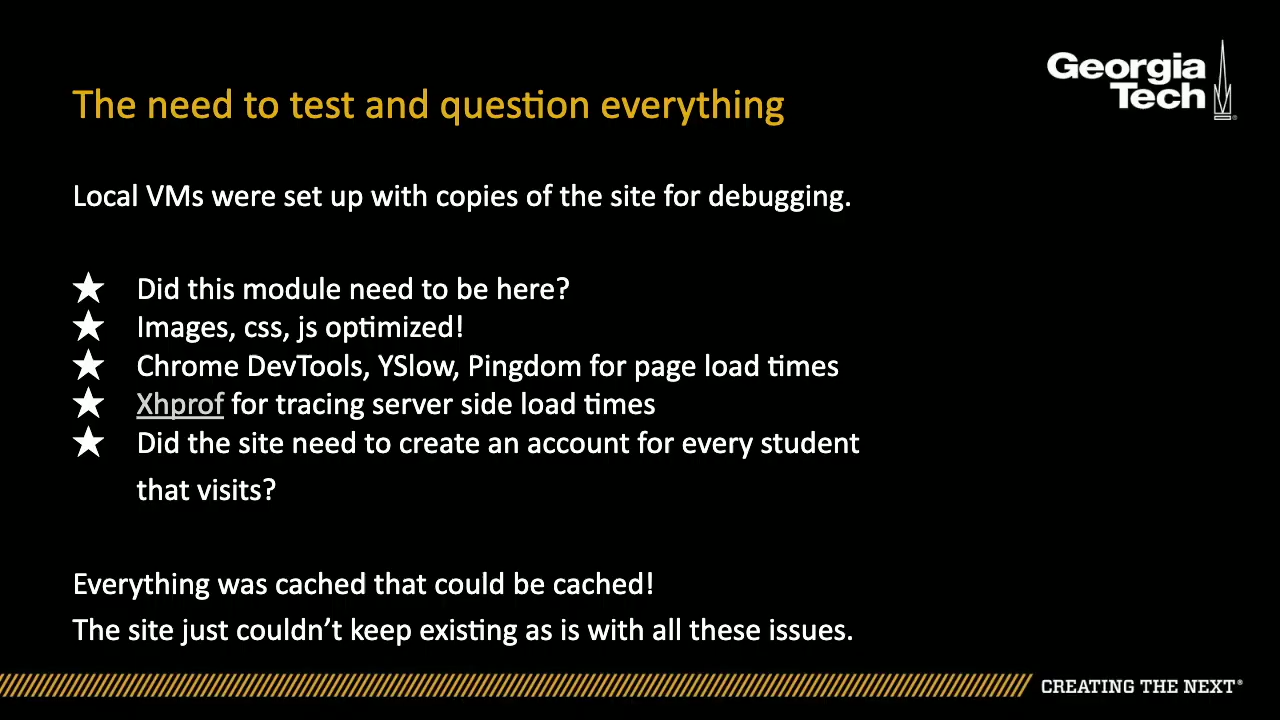 Georgia
Tech
The need to test and question everything
Local VMs were set up with copies of the site for debugging.
★ Did this module need to be here?
★ Images, css, js optimized!
★ Chrome DevTools, YSlow, Pingdom for page load times
★ Xhprof for tracing server side load times
★ Did the site need to create an account for every student
that visits?
Everything was cached that could be cached!
The site just couldn’t keep existing as is with all these issues.
CREATING THE NEXT®